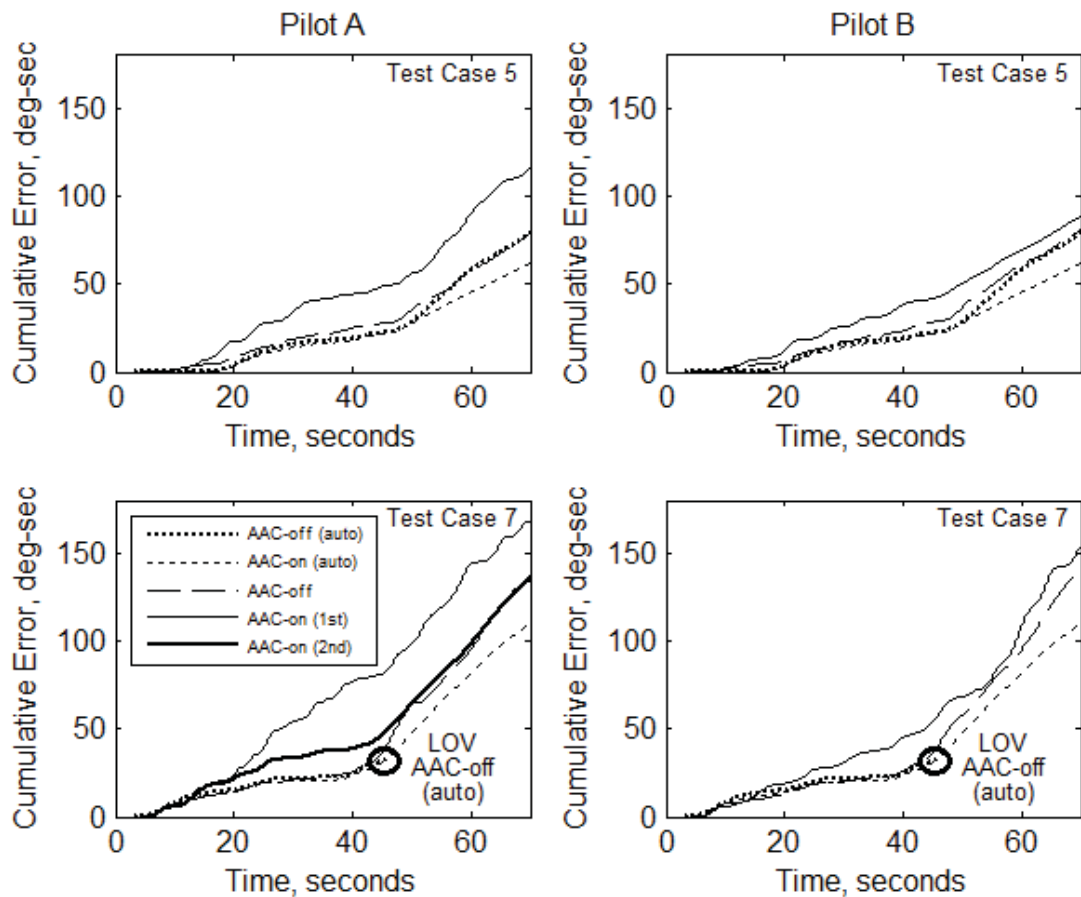 Pilot A
Test Case 5
Cumulative Error, deg-sec
150
100
50
0
0 20 40 60
Time, seconds
Pilot B
Test Case 5
Cumulative Error, deg-sec
150
100
50
0
0 20 40 60
Time, seconds
Test Case 7
AAC-off (auto)
AAC-on (auto)
AAC-off
AAC-on (1st)
AAC-on (2nd)
LOV
AAC-off
(auto)
Cumulative Error, deg-sec
150
100
50
0
0 20 40 60
Time, seconds
Test Case 7
LOV
AAC-off
(auto)
Cumulative Error, deg-sec
150
100
50
0
0 20 40 60
Time, seconds